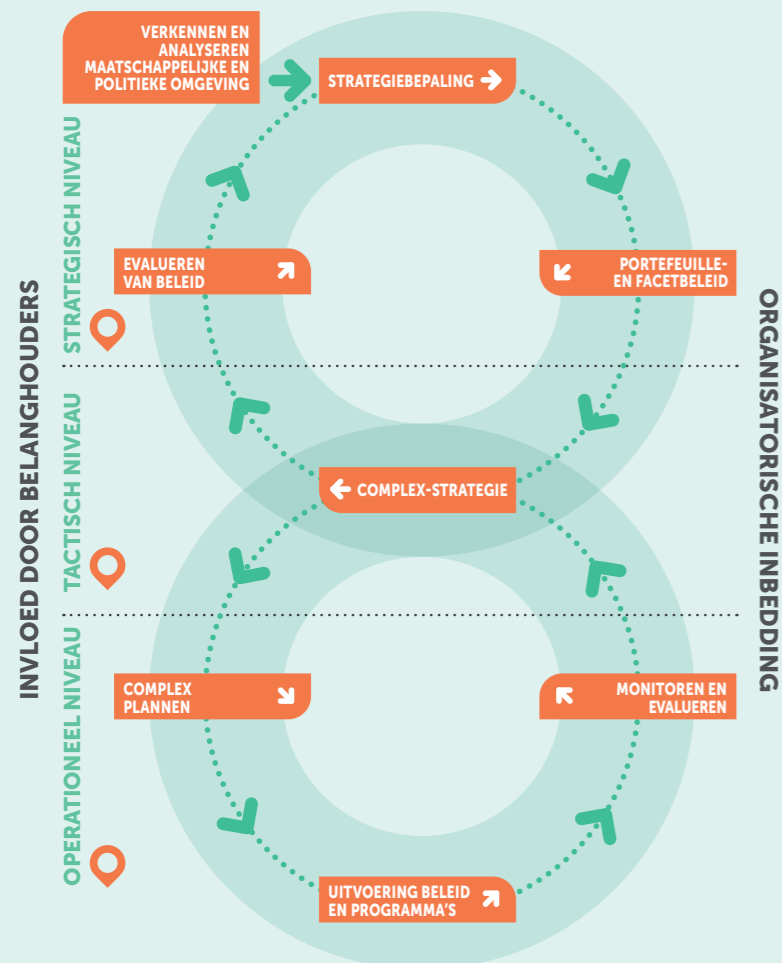 VERKENNEN EN
ANALYSEREN
MAATSCHAPPELIJKE EN
POLITIEKE OMGEVING
STRATEGIEBEPALING
STRATEGISCH NIVEAU
EVALUEREN
VAN BELEID
PORTEFEUILLE-
EN FACETBELEID
INVLOED DOOR BELANGHOUDERS
ORGANISATORISCHE INBEDDING
TACTISCH NIVEAU
COMPLEX-STRATEGIE
OPERATIONEEL NIVEAU
COMPLEX
PLANNEN
MONITOREN EN
EVALUEREN
UITVOERING BELEID
EN PROGRAMMA'S